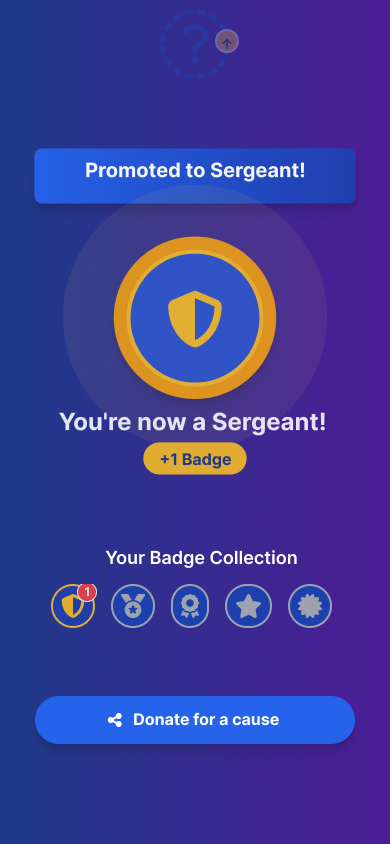 ?
Promoted to Sergeant!
You're now a Sergeant!
+1 Badge
Your Badge Collection
1
Donate for a cause